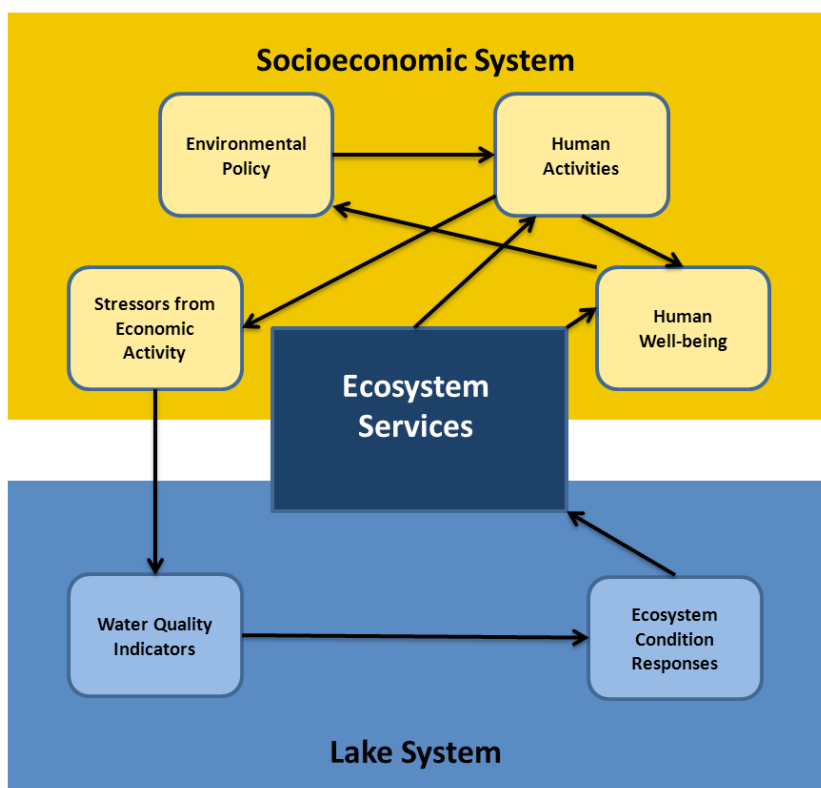 Socioeconomic System
Environmental
Policy
Human
Activities
Stressors from
Economic
Activity
Human
Well-being
Ecosystem
Services
Water Quality
Indicators
Ecosystem
Condition
Responses
Lake System